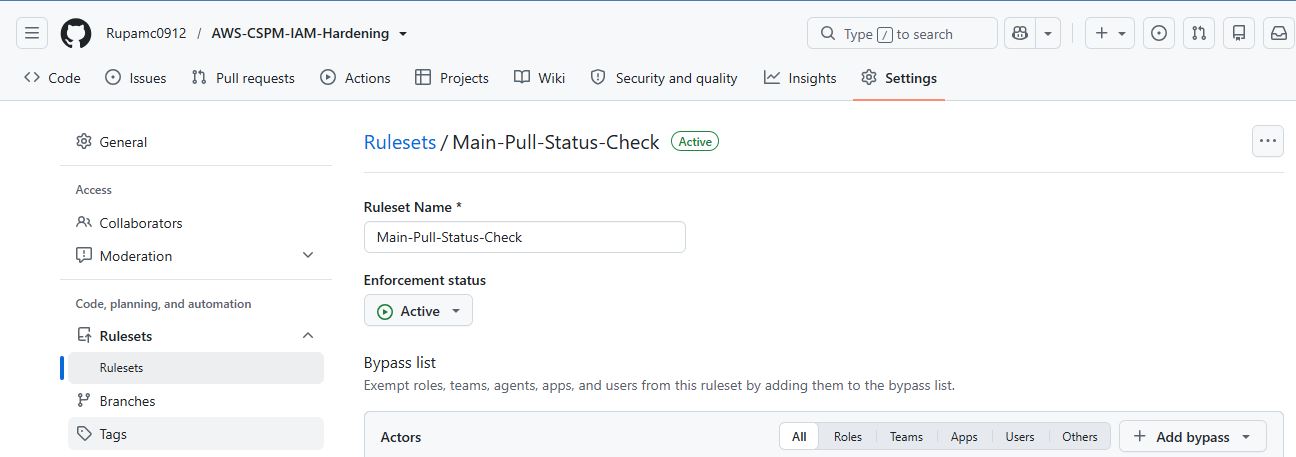 Rupamc0912 / AWS-CSPM-IAM-Hardening
Type / to search
Code Issues Pull requests Actions Projects Wiki Security and quality Insights Settings
General
Access
Collaborators
Moderation
Code, planning, and automation
Rulesets
Rulesets
Branches
Tags
Rulesets / Main-Pull-Status-Check Active
Ruleset Name *
Main-Pull-Status-Check
Enforcement status
Active
Bypass list
Exempt roles, teams, agents, apps, and users from this ruleset by adding them to the bypass list.
Actors All Roles Teams Apps Users Others Add bypass